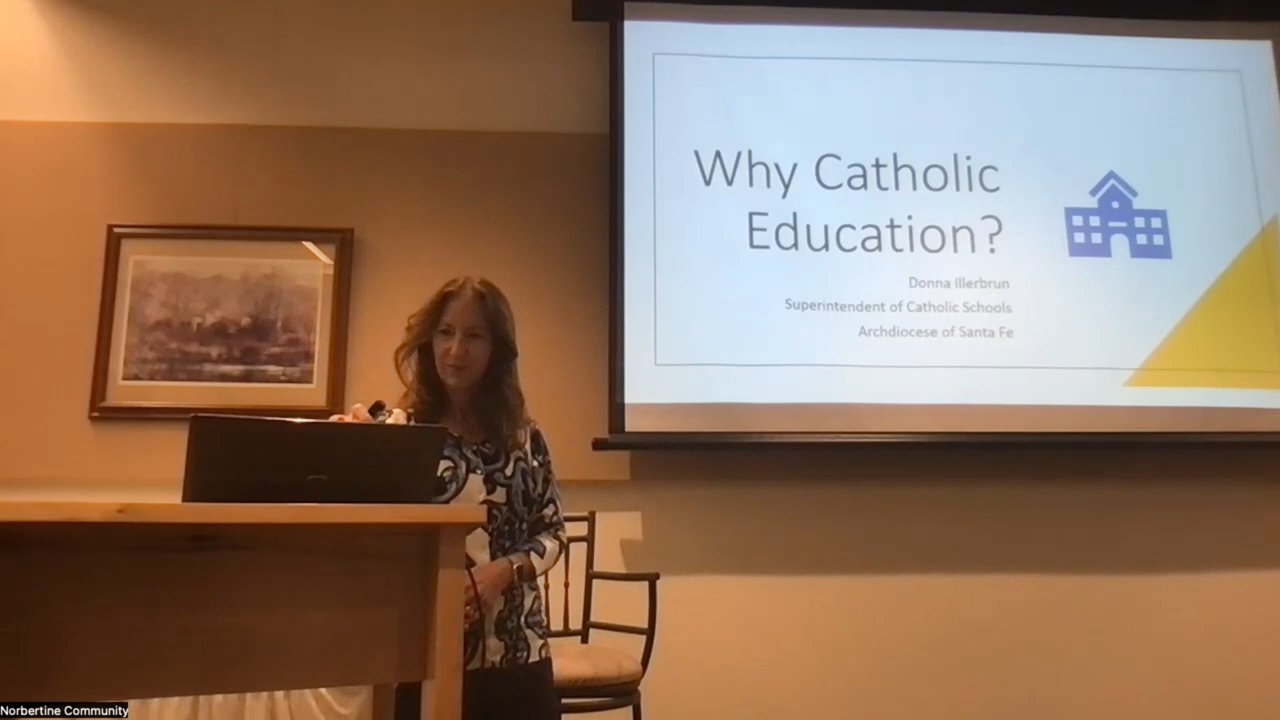 Why Catholic
Education?
Donna Illerbrun
Superintendent of Catholic Schools
Archdiocese of Santa Fe
Norbertine Community